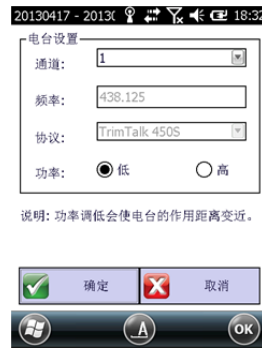 20130417 - 2013( 18:32
电台设置
通道: 1
频率: 438.125
协议: TrimTalk 450S
功率: 低 高
说明: 功率调低会使电台的作用距离变近。
确定 取消
A OK